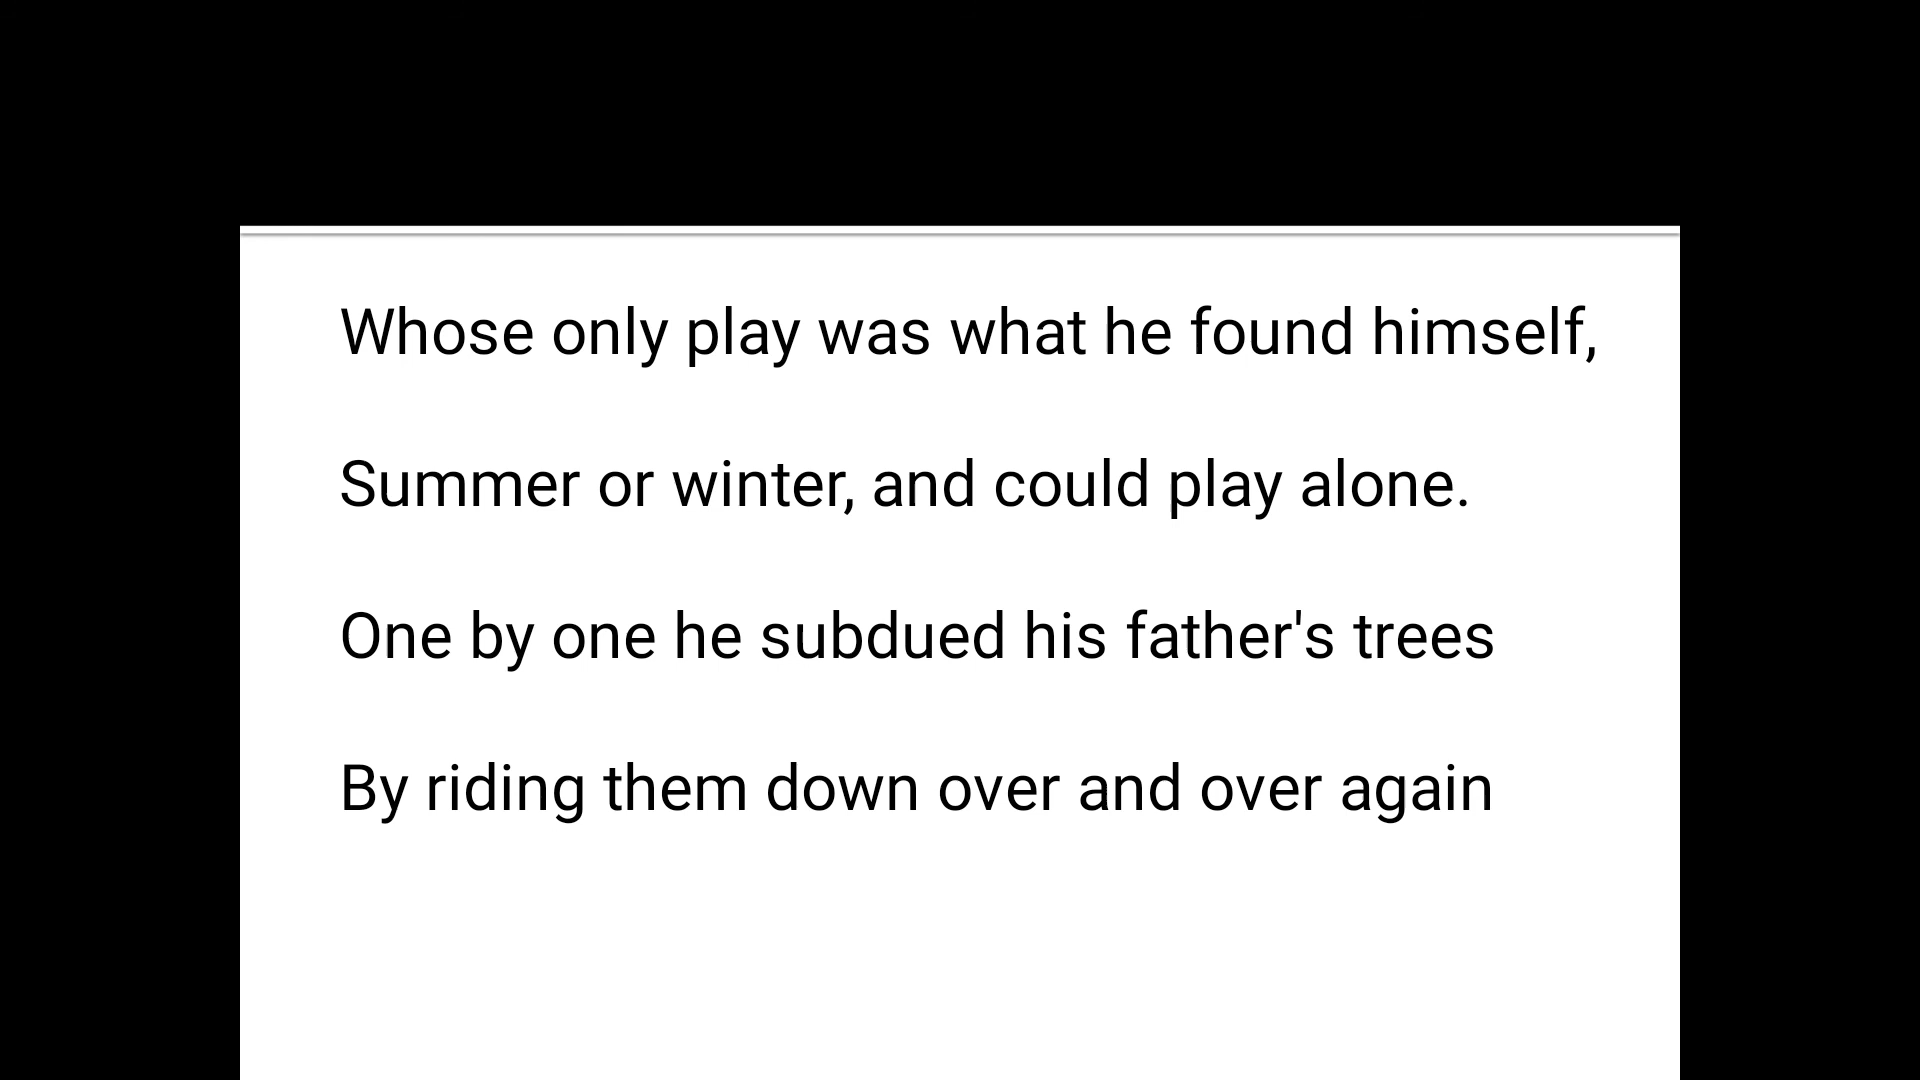 Whose only play was what he found himself,
Summer or winter, and could play alone.
One by one he subdued his father's trees
By riding them down over and over again